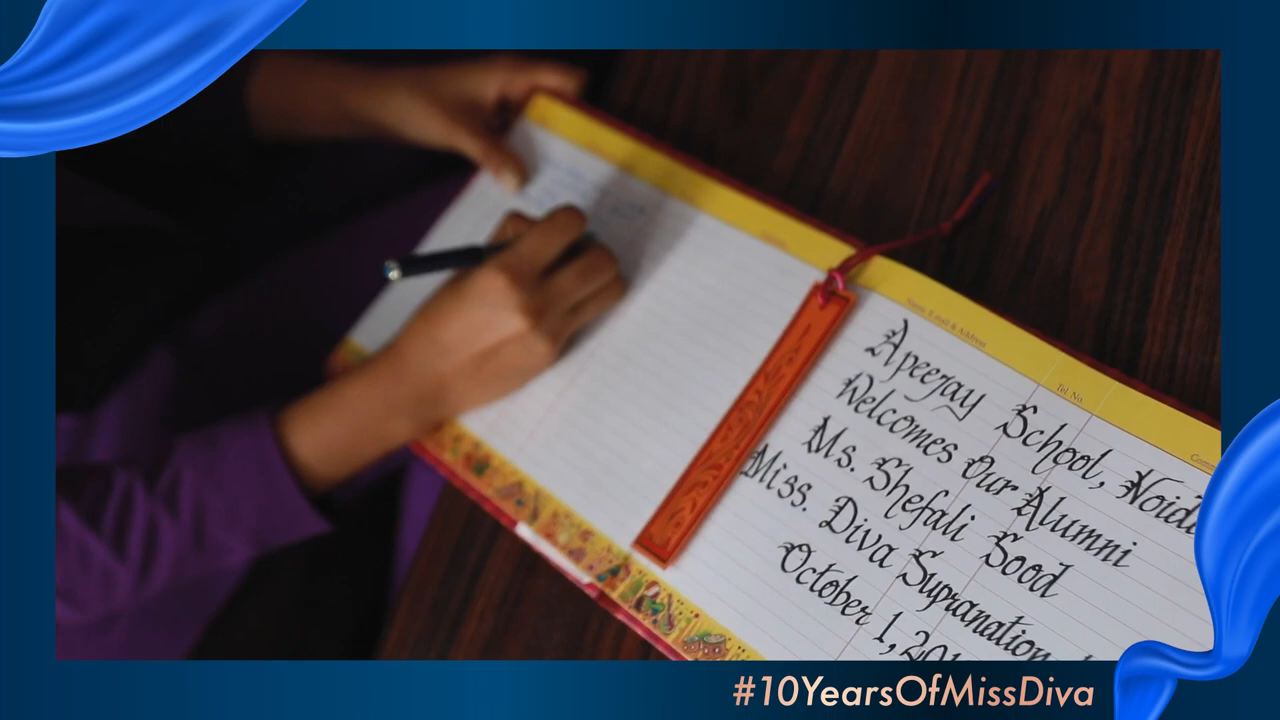 Name, E-mail & Address
Tel. No.
Apeejay School, Noida
Welcomes Our Alumni
Ms. Shefali Sood
Miss. Diva Supranation
October 1, 201
#10YearsOfMissDiva